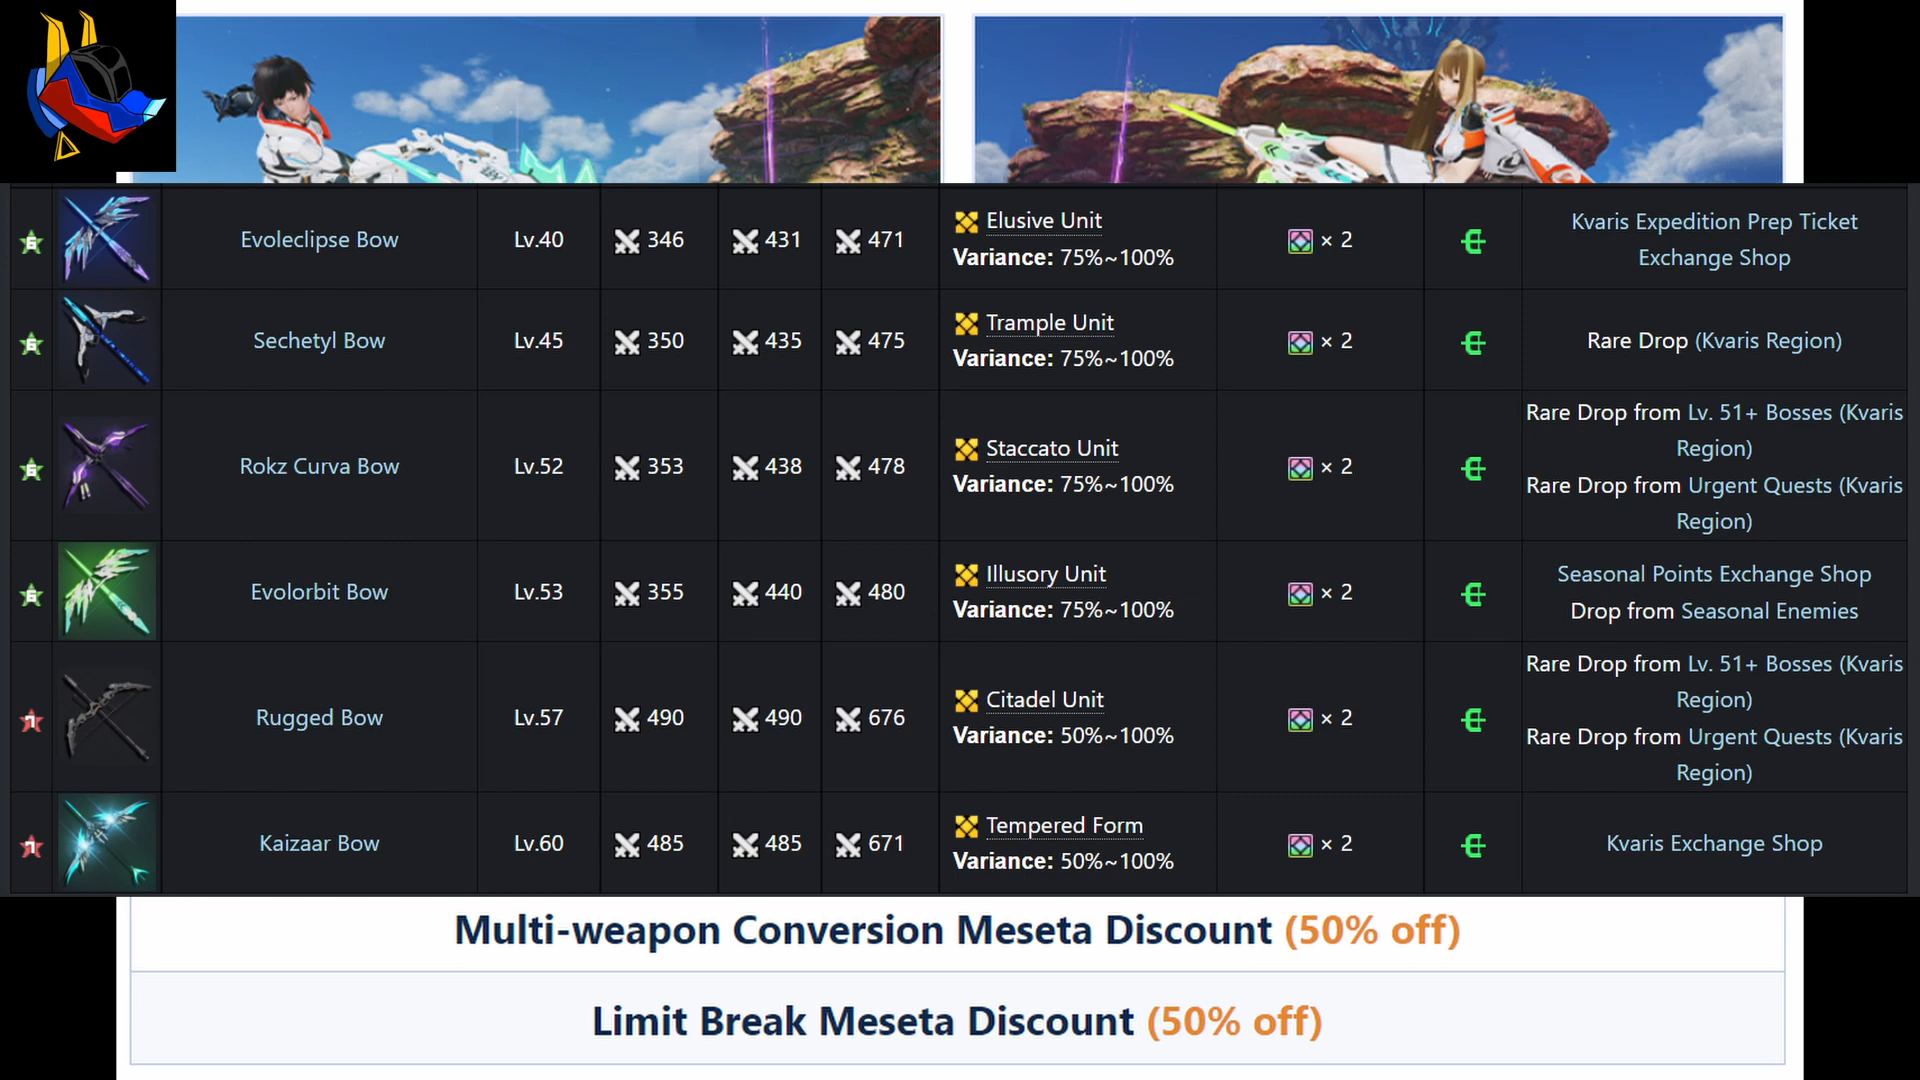 6 Evoleclipse Bow Lv.40 346 431 471 Elusive Unit × 2 Kvaris Expedition Prep Ticket
Variance: 75%~100% Exchange Shop
6 Sechetyl Bow Lv.45 350 435 475 Trample Unit × 2 Rare Drop (Kvaris Region)
Variance: 75%~100%
6 Rokz Curva Bow Lv.52 353 438 478 Staccato Unit × 2 Rare Drop from Lv. 51+ Bosses (Kvaris
Variance: 75%~100% Region)
Rare Drop from Urgent Quests (Kvaris
Region)
6 Evolorbit Bow Lv.53 355 440 480 Illusory Unit × 2 Seasonal Points Exchange Shop
Variance: 75%~100% Drop from Seasonal Enemies
7 Rugged Bow Lv.57 490 490 676 Citadel Unit × 2 Rare Drop from Lv. 51+ Bosses (Kvaris
Variance: 50%~100% Region)
Rare Drop from Urgent Quests (Kvaris
Region)
7 Kaizaar Bow Lv.60 485 485 671 Tempered Form × 2 Kvaris Exchange Shop
Variance: 50%~100%
Multi-weapon Conversion Meseta Discount (50% off)
Limit Break Meseta Discount (50% off)